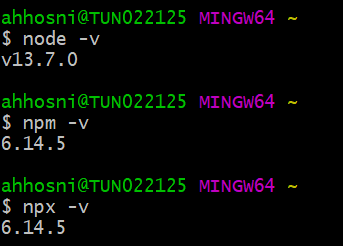 ahhosni@TUN022125 MINGW64 ~
$ node -v
v13.7.0
ahhosni@TUN022125 MINGW64 ~
$ npm -v
6.14.5
ahhosni@TUN022125 MINGW64 ~
$ npx -v
6.14.5